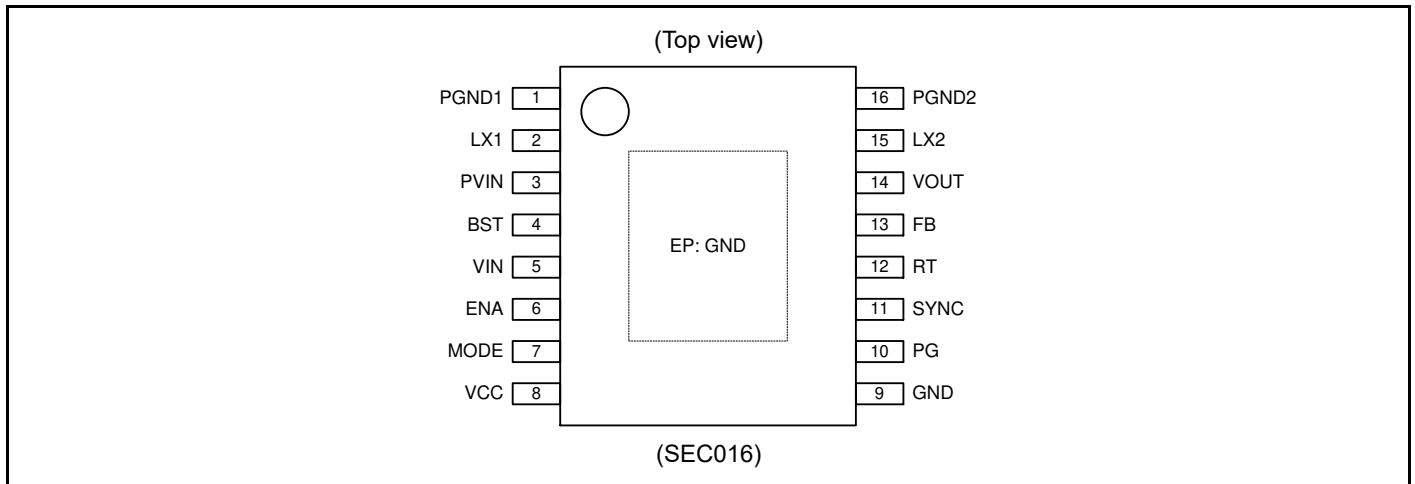 (Top view)
PGND1 1 16 PGND2
LX1 2 15 LX2
PVIN 3 14 VOUT
BST 4 13 FB
EP: GND
VIN 5 12 RT
ENA 6 11 SYNC
MODE 7 10 PG
VCC 8 9 GND
(SEC016)